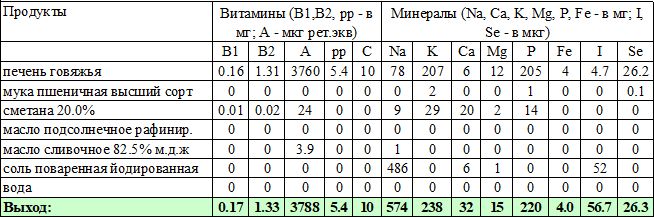 Продукты Витамины (B1,B2, pp - в мг; A - мкг рет.экв) Минералы (Na, Ca, K, Mg, P, Fe - в мг; I, Se - в мкг)
B1 B2 A pp C Na K Ca Mg P Fe I Se
печень говяжья 0.16 1.31 3760 5.4 10 78 207 6 12 205 4 4.7 26.2
мука пшеничная высший сорт 0 0 0 0 0 0 2 0 0 1 0 0 0.1
сметана 20.0% 0.01 0.02 24 0 0 9 29 20 2 14 0 0 0
масло подсолнечное рафинир. 0 0 0 0 0 0 0 0 0 0 0 0 0
масло сливочное 82.5% м.д.ж 0 0 3.9 0 0 1 0 0 0 0 0 0 0
соль поваренная йодированная 0 0 0 0 0 486 0 6 1 0 0 52 0
вода 0 0 0 0 0 0 0 0 0 0 0 0 0
Выход: 0.17 1.33 3788 5.4 10 574 238 32 15 220 4.0 56.7 26.3